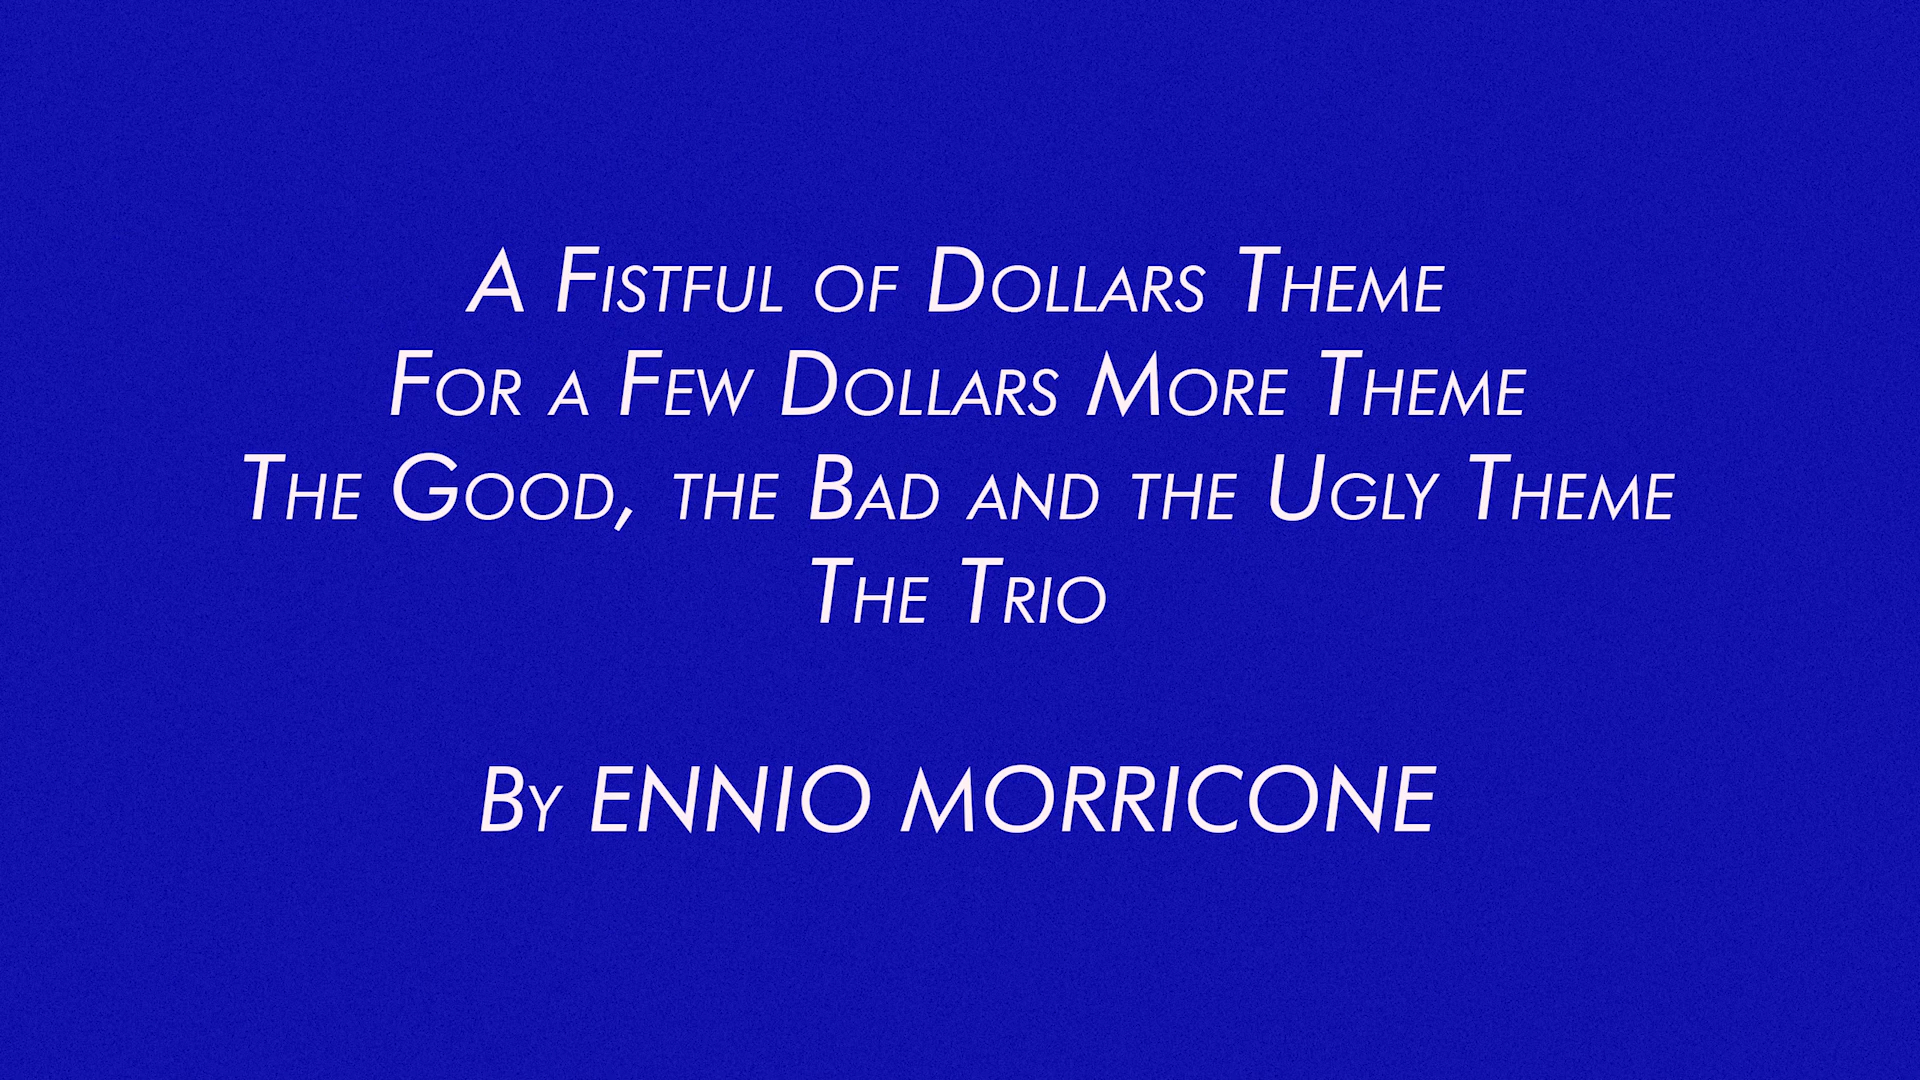 A Fistful of Dollars Theme
For a Few Dollars More Theme
The Good, the Bad and the Ugly Theme
The Trio
By ENNIO MORRICONE